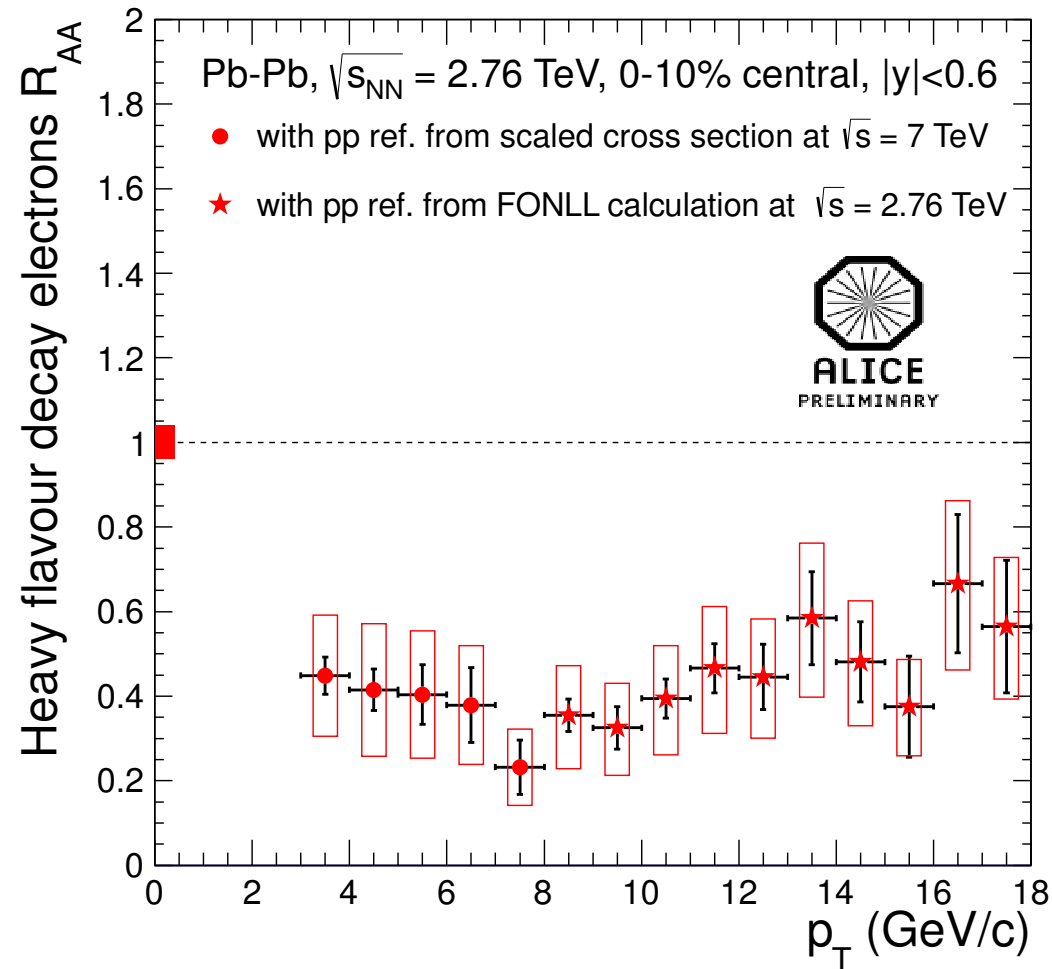 Pb-Pb, √s_NN = 2.76 TeV, 0-10% central, |y|<0.6
with pp ref. from scaled cross section at √s = 7 TeV
with pp ref. from FONLL calculation at √s = 2.76 TeV
ALICE
PRELIMINARY
Heavy flavour decay electrons R_AA
2
1.8
1.6
1.4
1.2
1
0.8
0.6
0.4
0.2
0
0 2 4 6 8 10 12 14 16 18
p_T (GeV/c)